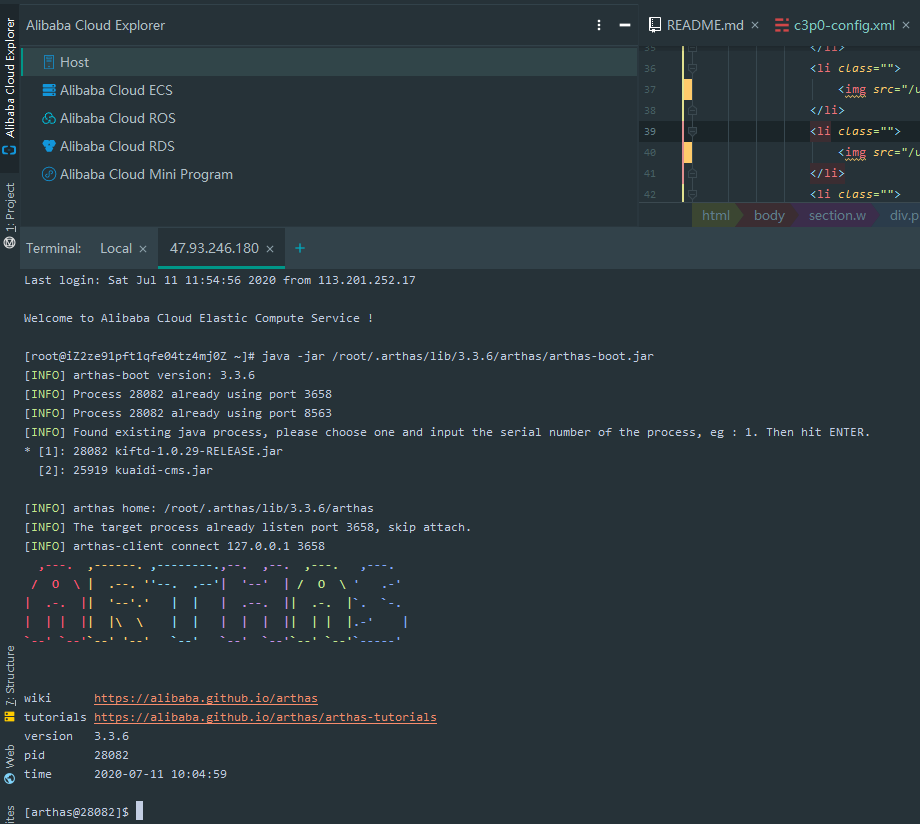 Alibaba Cloud Explorer
Alibaba Cloud Explorer
Host
Alibaba Cloud ECS
Alibaba Cloud ROS
Alibaba Cloud RDS
Alibaba Cloud Mini Program
1: Project
7: Structure
Web
README.md × c3p0-config.xml ×
35 </li>
36 <li class="">
37 <img src="/u
38 </li>
39 <li class="">
40 <img src="/u
41 </li>
42 <li class="">
html body section.w div.p
Terminal: Local × 47.93.246.180 × +
Last login: Sat Jul 11 11:54:56 2020 from 113.201.252.17
Welcome to Alibaba Cloud Elastic Compute Service !
[root@iZ2ze91pft1qfe04tz4mj0Z ~]# java -jar /root/.arthas/lib/3.3.6/arthas/arthas-boot.jar
[INFO] arthas-boot version: 3.3.6
[INFO] Process 28082 already using port 3658
[INFO] Process 28082 already using port 8563
[INFO] Found existing java process, please choose one and input the serial number of the process, eg : 1. Then hit ENTER.
* [1]: 28082 kiftd-1.0.29-RELEASE.jar
[2]: 25919 kuaidi-cms.jar
[INFO] arthas home: /root/.arthas/lib/3.3.6/arthas
[INFO] The target process already listen port 3658, skip attach.
[INFO] arthas-client connect 127.0.0.1 3658
ARTHAS
wiki https://alibaba.github.io/arthas
tutorials https://alibaba.github.io/arthas/arthas-tutorials
version 3.3.6
pid 28082
time 2020-07-11 10:04:59
[arthas@28082]$